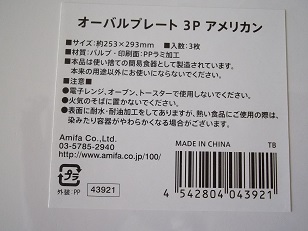 オーバルプレート 3P アメリカン
■サイズ:約253×293mm ■入数:3枚
■材質:パルプ・印刷面:PPラミ加工
■本品は使い捨ての簡易食器として製造されています。
本来の用途以外にお使いにならないでください。
■注意■
●電子レンジ、オーブン、トースターで使用しないでください。
●火気のそばに置かないでください。
●表面に耐水・耐油加工をしてありますが、熱い食品にご使用の際は、
染みたり容器がやわらかくなる場合がございます。
Amifa Co.,Ltd.
03-5785-2940
http://www.amifa.co.jp/100/
プラ
外装:PP
43921
MADE IN CHINA
T8
4 542804 043921